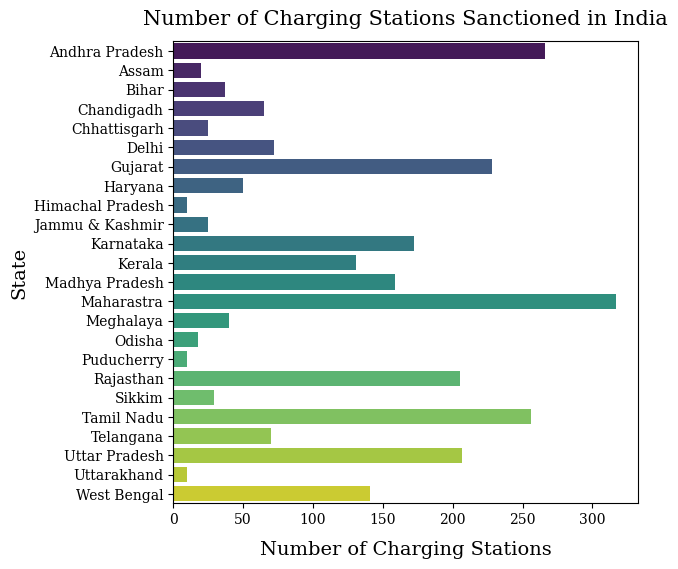 Number of Charging Stations Sanctioned in India
Andhra Pradesh
Assam
Bihar
Chandigadh
Chhattisgarh
Delhi
Gujarat
Haryana
Himachal Pradesh
Jammu & Kashmir
Karnataka
Kerala
Madhya Pradesh
Maharastra
Meghalaya
Odisha
Puducherry
Rajasthan
Sikkim
Tamil Nadu
Telangana
Uttar Pradesh
Uttarakhand
West Bengal
State
0 50 100 150 200 250 300
Number of Charging Stations